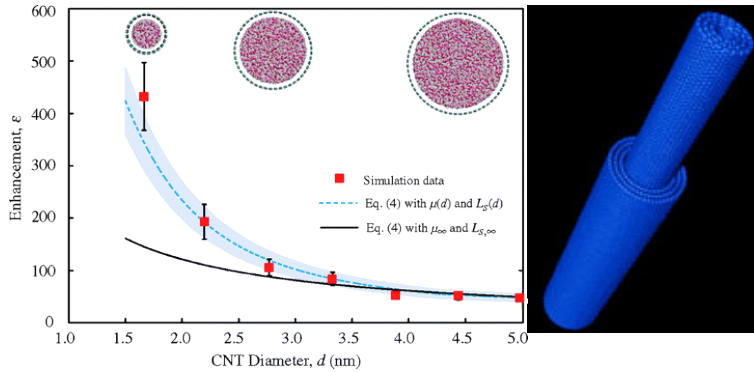 600
500
400
300
200
100
0
Enhancement, ε
Simulation data
Eq. (4) with μ(d) and L_S(d)
Eq. (4) with μ∞ and L_S,∞
1.0 1.5 2.0 2.5 3.0 3.5 4.0 4.5 5.0
CNT Diameter, d (nm)